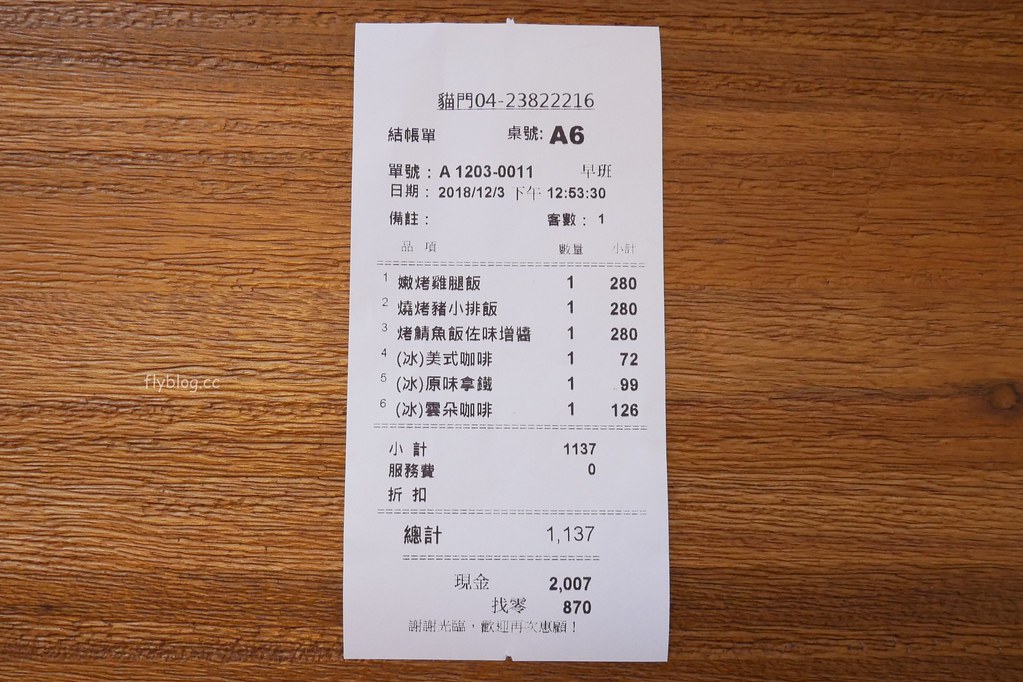 貓門04-23822216
結帳單 桌號: A6
單號：A 1203-0011 早班
日期：2018/12/3 下午 12:53:30
備註： 客數：1
品 項 數量 小計
1 嫩烤雞腿飯 1 280
2 燒烤豬小排飯 1 280
3 烤鯖魚飯佐味增醬 1 280
4 (冰)美式咖啡 1 72
5 (冰)原味拿鐵 1 99
6 (冰)雲朵咖啡 1 126
小 計 1137
服務費 0
折 扣
總計 1,137
現金 2,007
找零 870
謝謝光臨，歡迎再次惠顧！
flyblog.cc